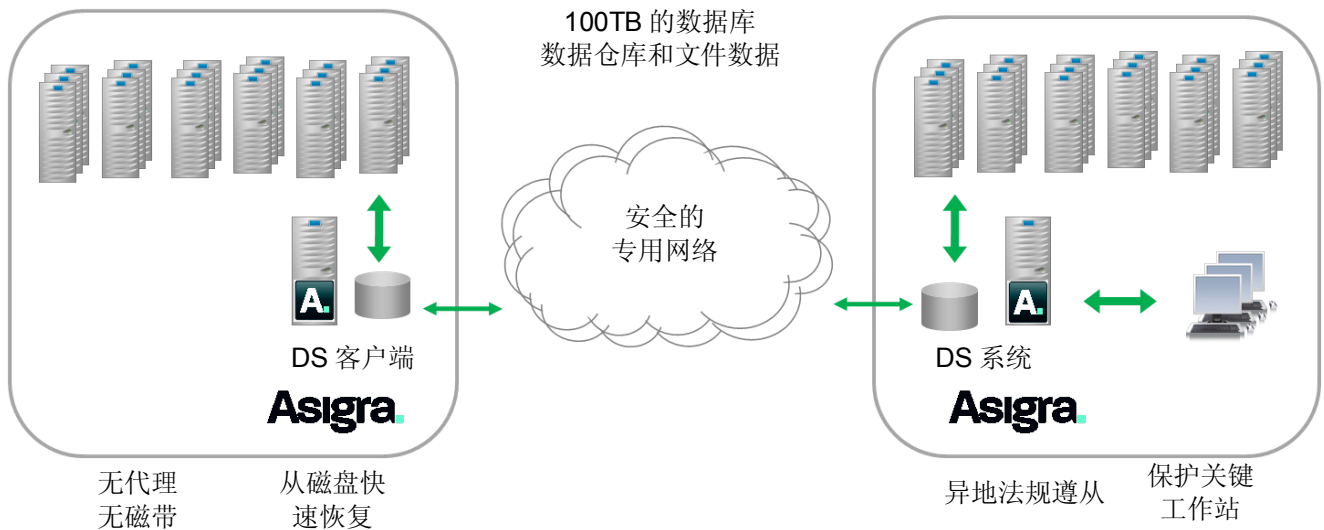 100TB 的数据库
数据仓库和文件数据
安全的
专用网络
A.
DS 客户端
Asigra.
A.
DS 系统
Asigra.
无代理
无磁带
从磁盘快
速恢复
异地法规遵从
保护关键
工作站